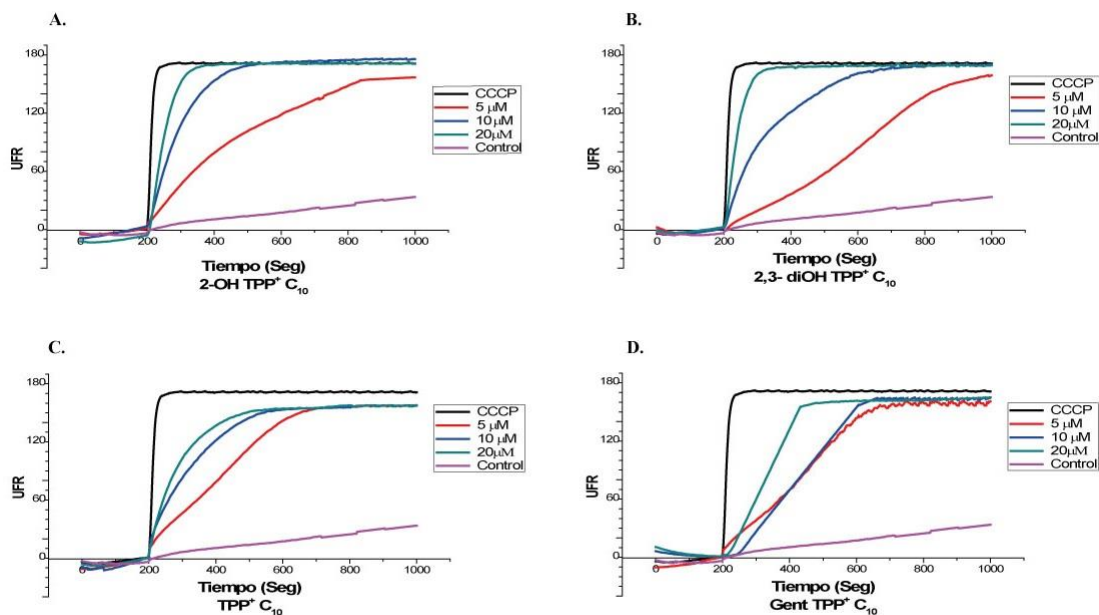 A.
180
120
60
0
UFR
0 200 400 600 800 1000
Tiempo (Seg)
2-OH TPP⁺ C₁₀
CCCP
5 µM
10 µM
20µM
Control
B.
180
120
60
0
UFR
0 200 400 600 800 1000
Tiempo (Seg)
2,3- diOH TPP⁺ C₁₀
CCCP
5 µM
10 µM
20µM
Control
C.
180
120
60
0
UFR
0 200 400 600 800 1000
Tiempo (Seg)
TPP⁺ C₁₀
CCCP
5 µM
10 µM
20µM
Control
D.
180
120
60
0
UFR
0 200 400 600 800 1000
Tiempo (Seg)
Gent TPP⁺ C₁₀
CCCP
5 µM
10 µM
20µM
Control